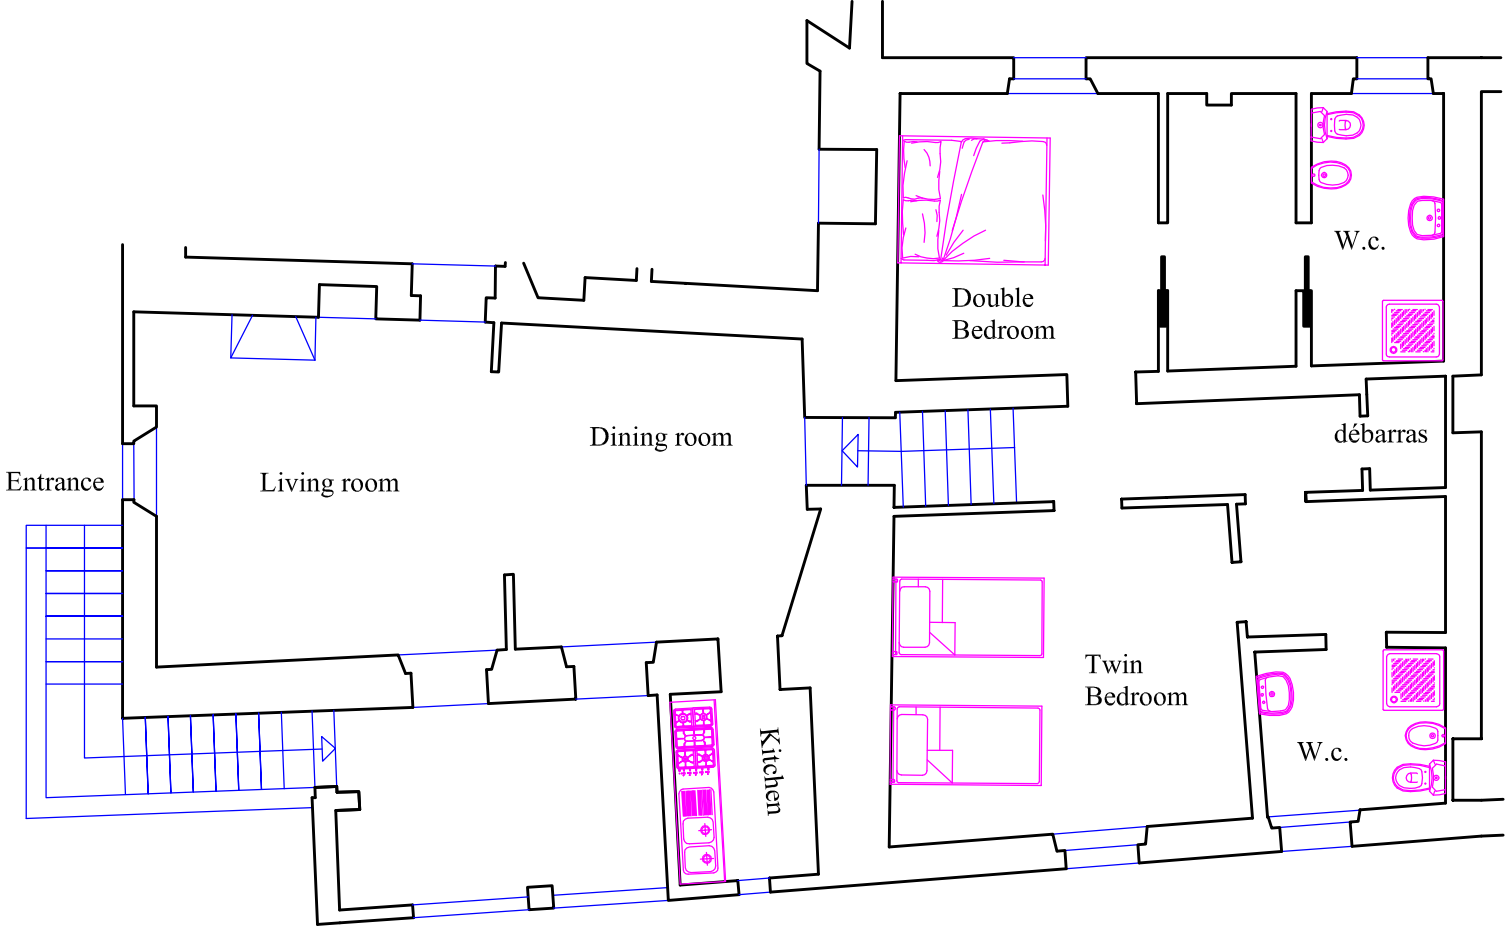 W.c.
Double
Bedroom
Dining room
débarras
Entrance
Living room
Twin
Bedroom
Kitchen
W.c.